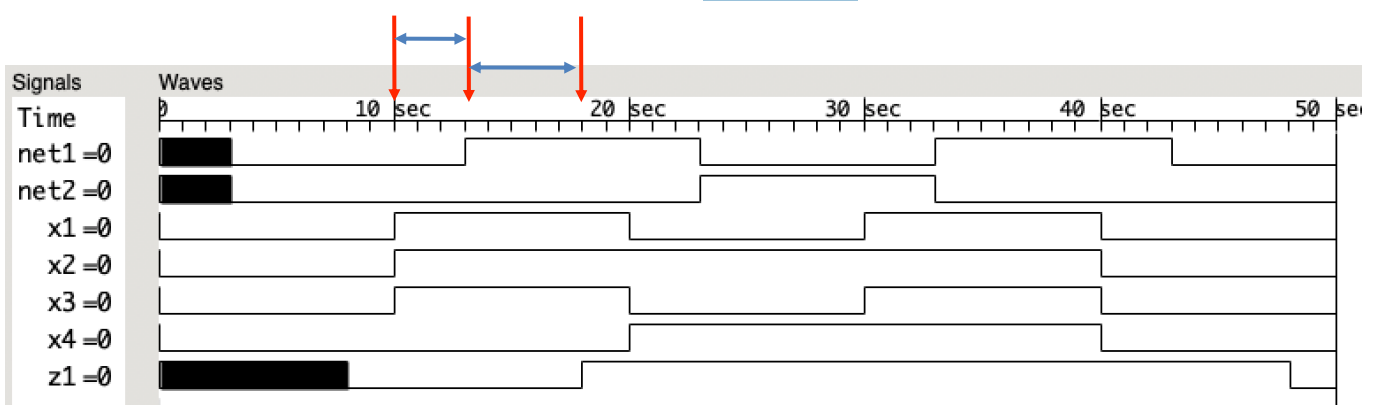 Signals Waves
Time 0 10 sec 20 sec 30 sec 40 sec 50 sec
net1=0
net2=0
x1=0
x2=0
x3=0
x4=0
z1=0